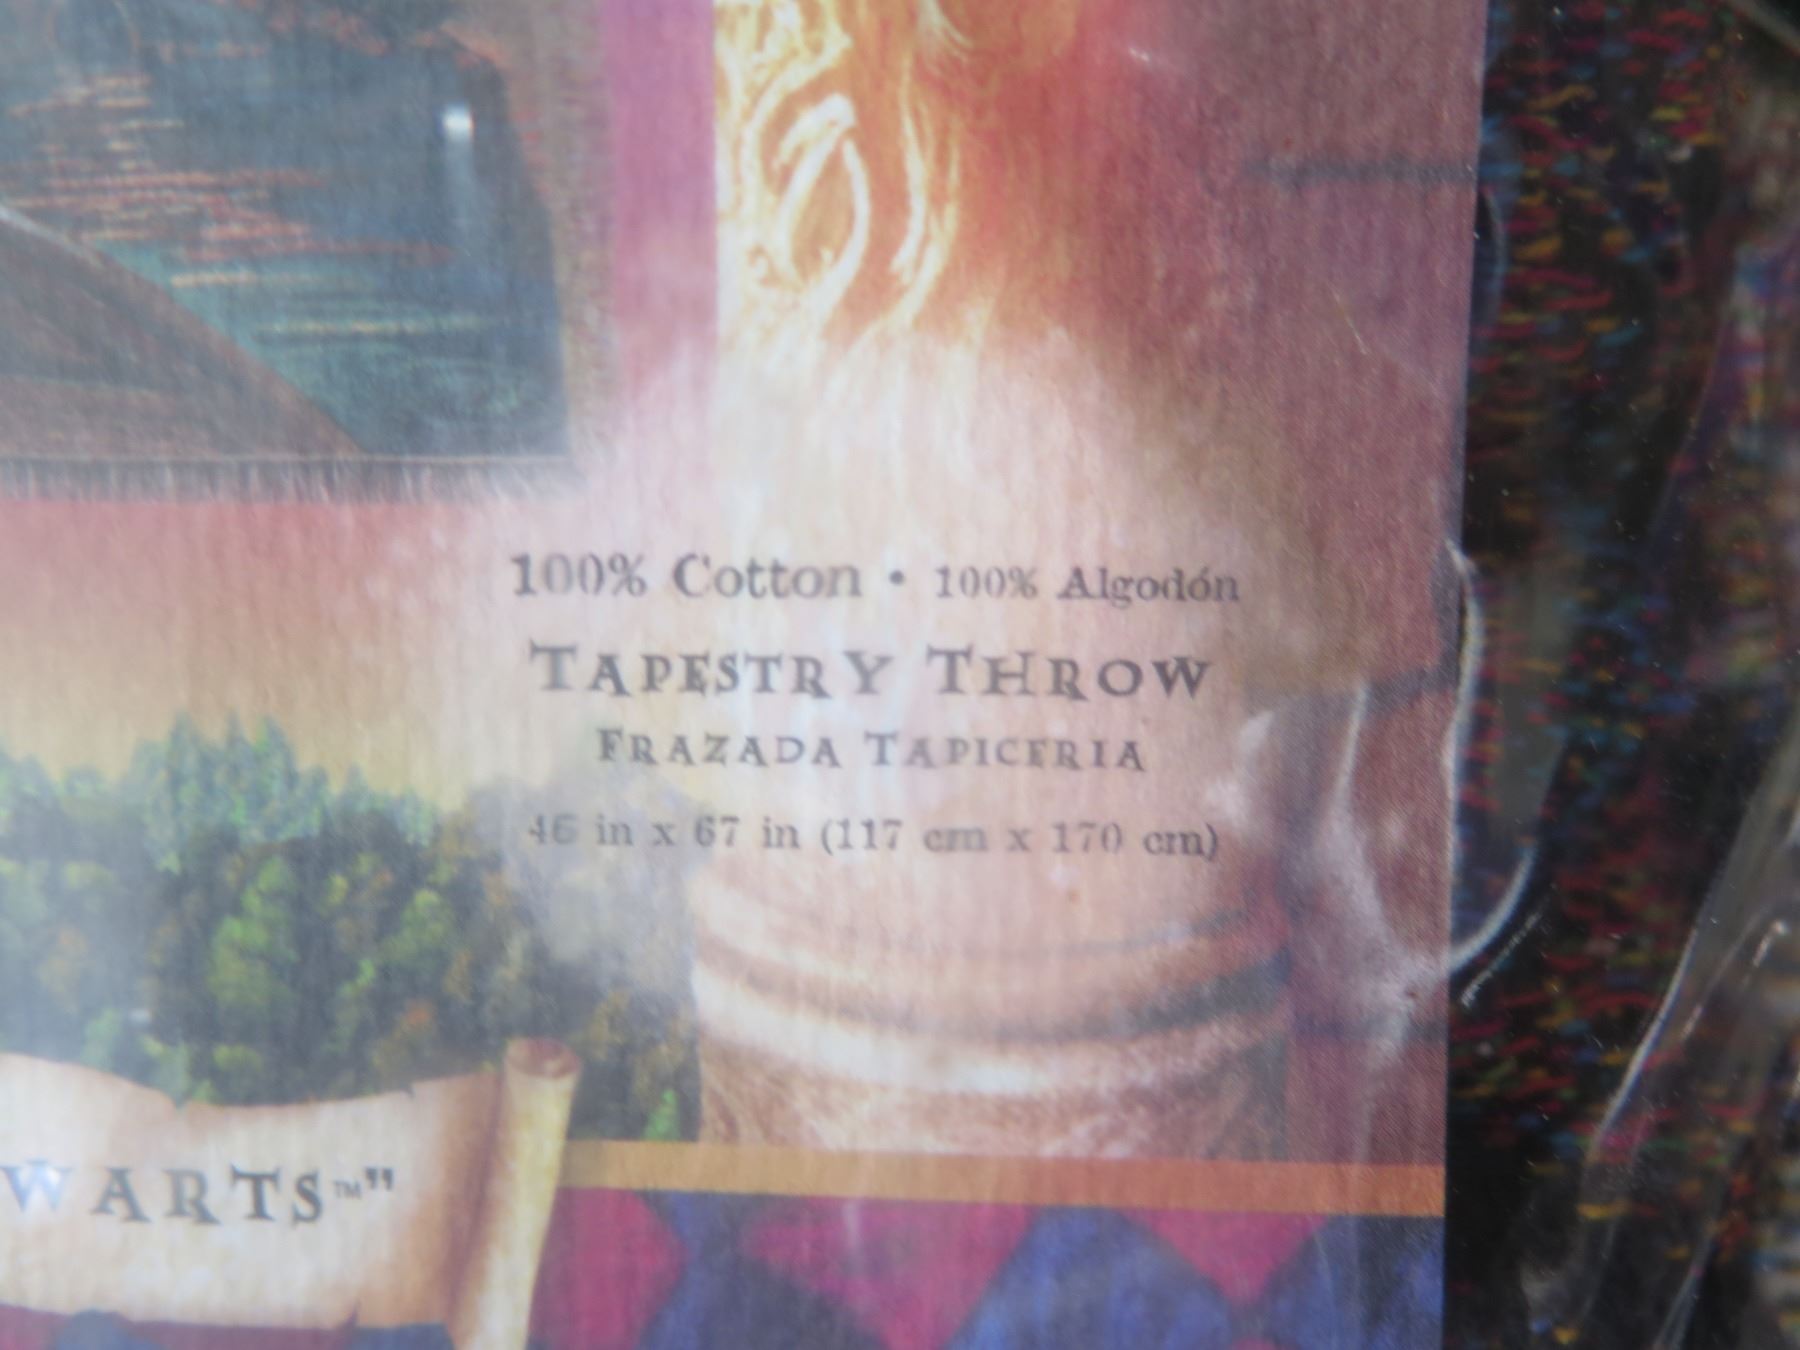 100% Cotton • 100% Algodón
TAPESTRY THROW
FRAZADA TAPICERIA
46 in x 67 in (117 cm x 170 cm)
WARTS™"